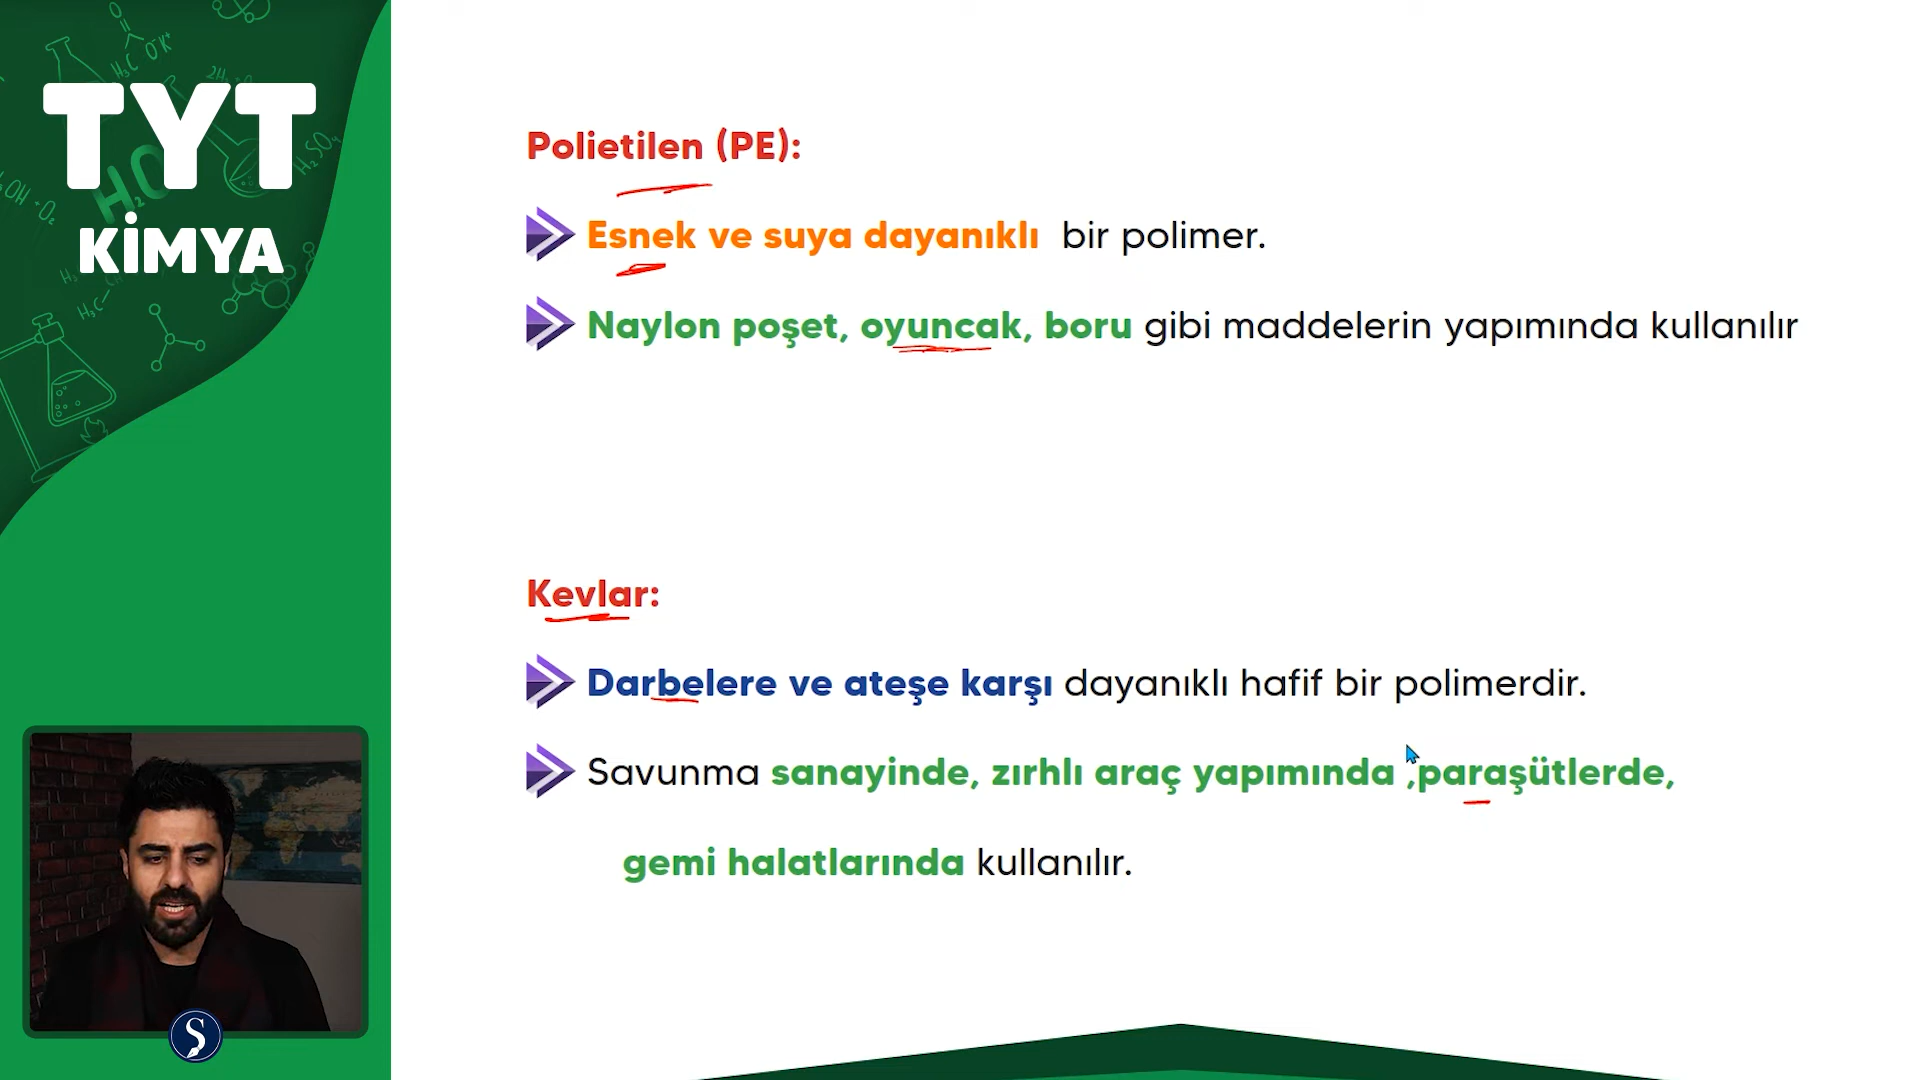 TYT
KİMYA
Polietilen (PE):
Esnek ve suya dayanıklı bir polimer.
Naylon poşet, oyuncak, boru gibi maddelerin yapımında kullanılır
Kevlar:
Darbelere ve ateşe karşı dayanıklı hafif bir polimerdir.
Savunma sanayinde, zırhlı araç yapımında ,paraşütlerde,
gemi halatlarında kullanılır.